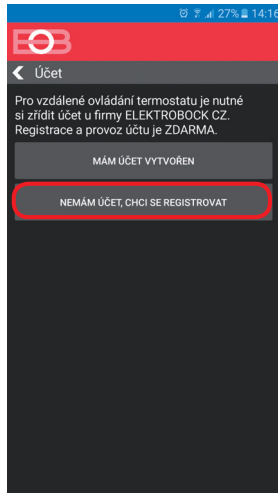 27% 14:16
EOB
Účet
Pro vzdálené ovládání termostatu je nutné
si zřídit účet u firmy ELEKTROBOCK CZ.
Registrace a provoz účtu je ZDARMA.
MÁM ÚČET VYTVOŘEN
NEMÁM ÚČET, CHCI SE REGISTROVAT